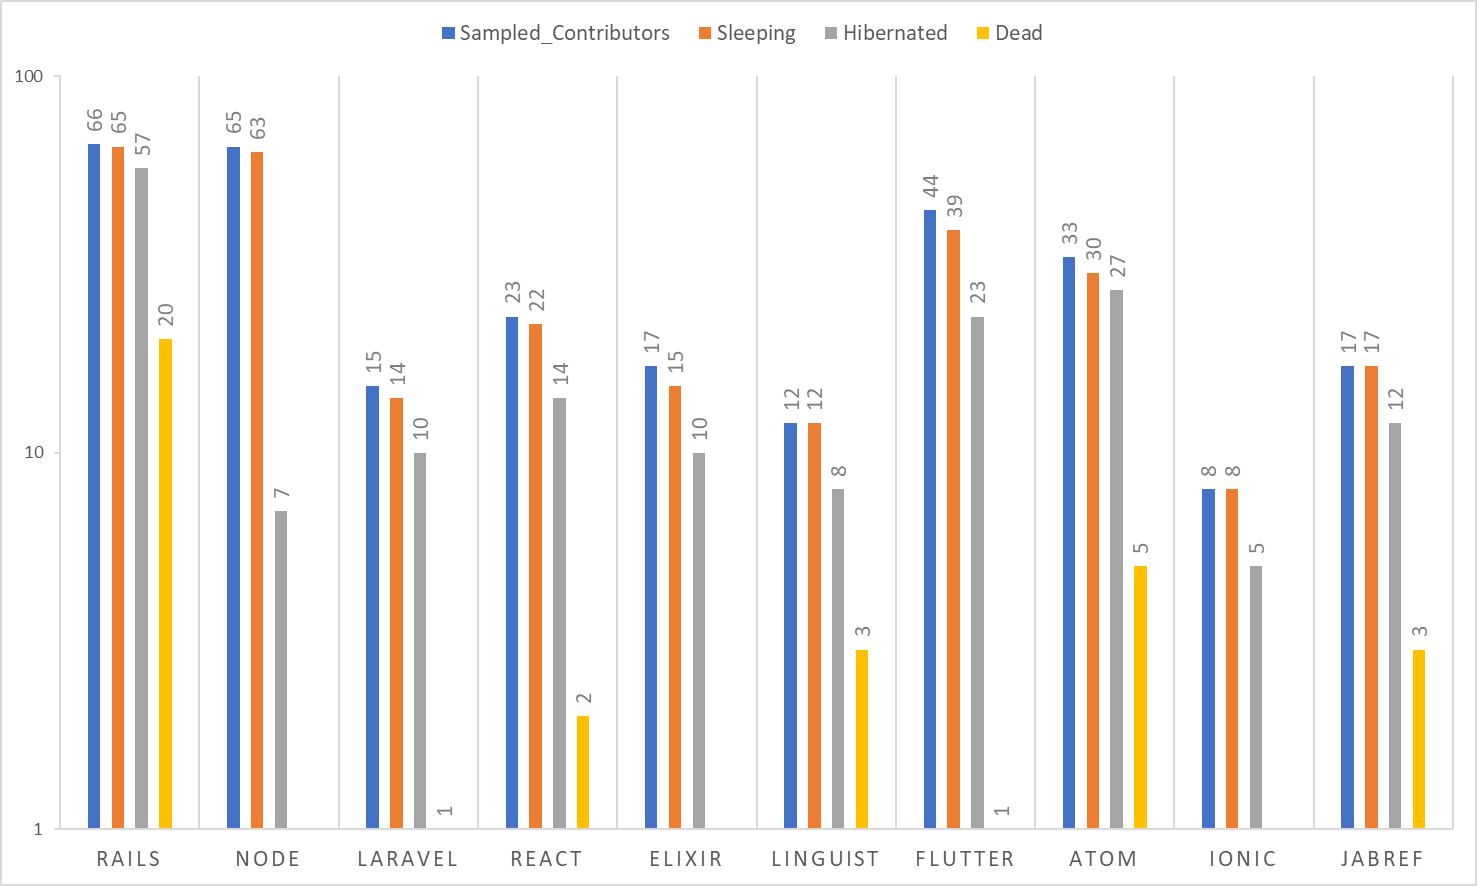 Sampled_Contributors Sleeping Hibernated Dead
100
10
1
66 65 57 20
65 63 7
15 14 10 1
23 22 14 2
17 15 10
12 12 8 3
44 39 23 1
33 30 27 5
8 8 5
17 17 12 3
RAILS NODE LARAVEL REACT ELIXIR LINGUIST FLUTTER ATOM IONIC JABREF